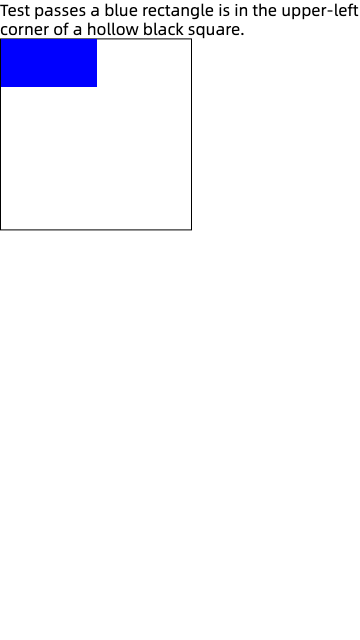 Test passes a blue rectangle is in the upper-left
corner of a hollow black square.